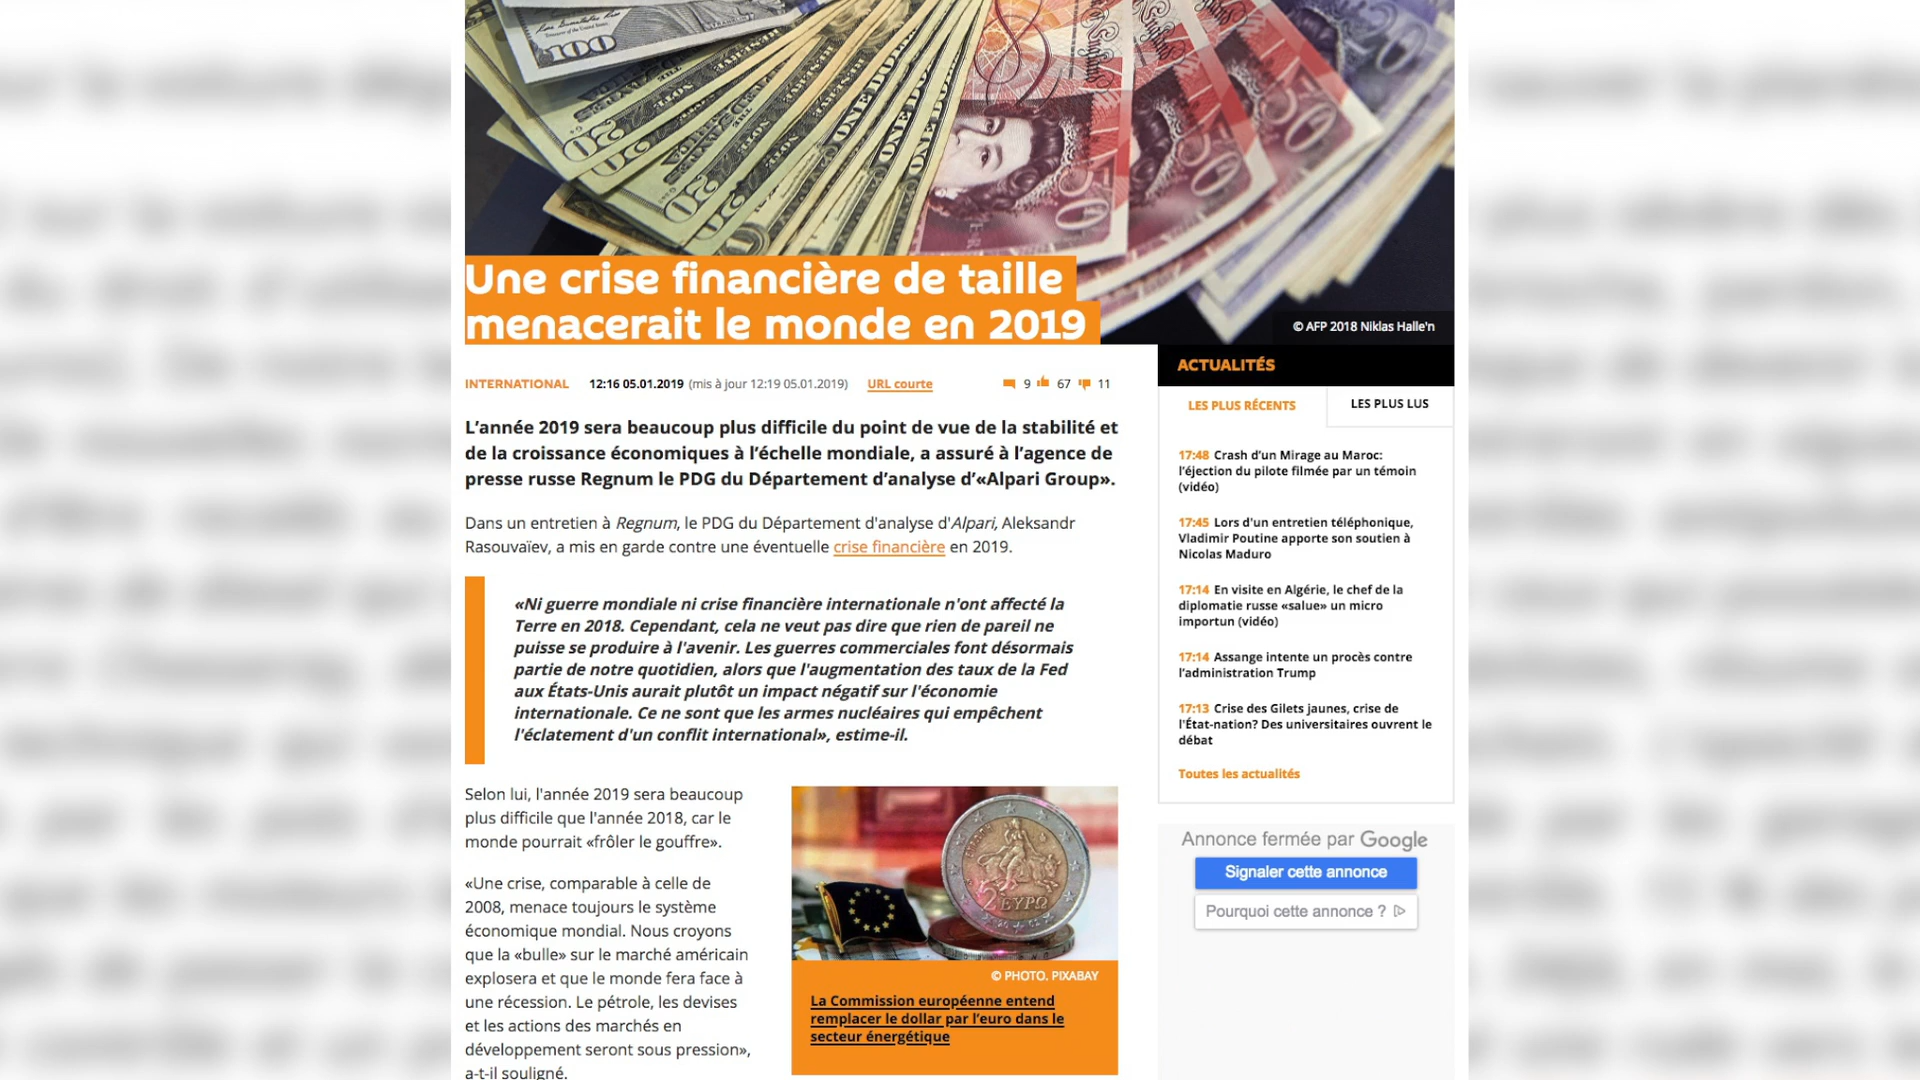 Une crise financière de taille
menacerait le monde en 2019
© AFP 2018 Niklas Halle'n
INTERNATIONAL 12:16 05.01.2019 (mis à jour 12:19 05.01.2019) URL courte 9 67 11
L'année 2019 sera beaucoup plus difficile du point de vue de la stabilité et
de la croissance économiques à l'échelle mondiale, a assuré à l'agence de
presse russe Regnum le PDG du Département d'analyse d'«Alpari Group».
Dans un entretien à Regnum, le PDG du Département d'analyse d'Alpari, Aleksandr
Rasouvaïev, a mis en garde contre une éventuelle crise financière en 2019.
«Ni guerre mondiale ni crise financière internationale n'ont affecté la
Terre en 2018. Cependant, cela ne veut pas dire que rien de pareil ne
puisse se produire à l'avenir. Les guerres commerciales font désormais
partie de notre quotidien, alors que l'augmentation des taux de la Fed
aux États-Unis aurait plutôt un impact négatif sur l'économie
internationale. Ce ne sont que les armes nucléaires qui empêchent
l'éclatement d'un conflit international», estime-il.
Selon lui, l'année 2019 sera beaucoup
plus difficile que l'année 2018, car le
monde pourrait «frôler le gouffre».
«Une crise, comparable à celle de
2008, menace toujours le système
économique mondial. Nous croyons
que la «bulle» sur le marché américain
explosera et que le monde fera face à
une récession. Le pétrole, les devises
et les actions des marchés en
développement seront sous pression»,
a-t-il souligné.
2 ΕΥΡΩ
© PHOTO. PIXABAY
La Commission européenne entend
remplacer le dollar par l'euro dans le
secteur énergétique
ACTUALITÉS
LES PLUS RÉCENTS LES PLUS LUS
17:48 Crash d'un Mirage au Maroc:
l'éjection du pilote filmée par un témoin
(vidéo)
17:45 Lors d'un entretien téléphonique,
Vladimir Poutine apporte son soutien à
Nicolas Maduro
17:14 En visite en Algérie, le chef de la
diplomatie russe «salue» un micro
importun (vidéo)
17:14 Assange intente un procès contre
l'administration Trump
17:13 Crise des Gilets jaunes, crise de
l'État-nation? Des universitaires ouvrent le
débat
Toutes les actualités
Annonce fermée par Google
Signaler cette annonce
Pourquoi cette annonce ?